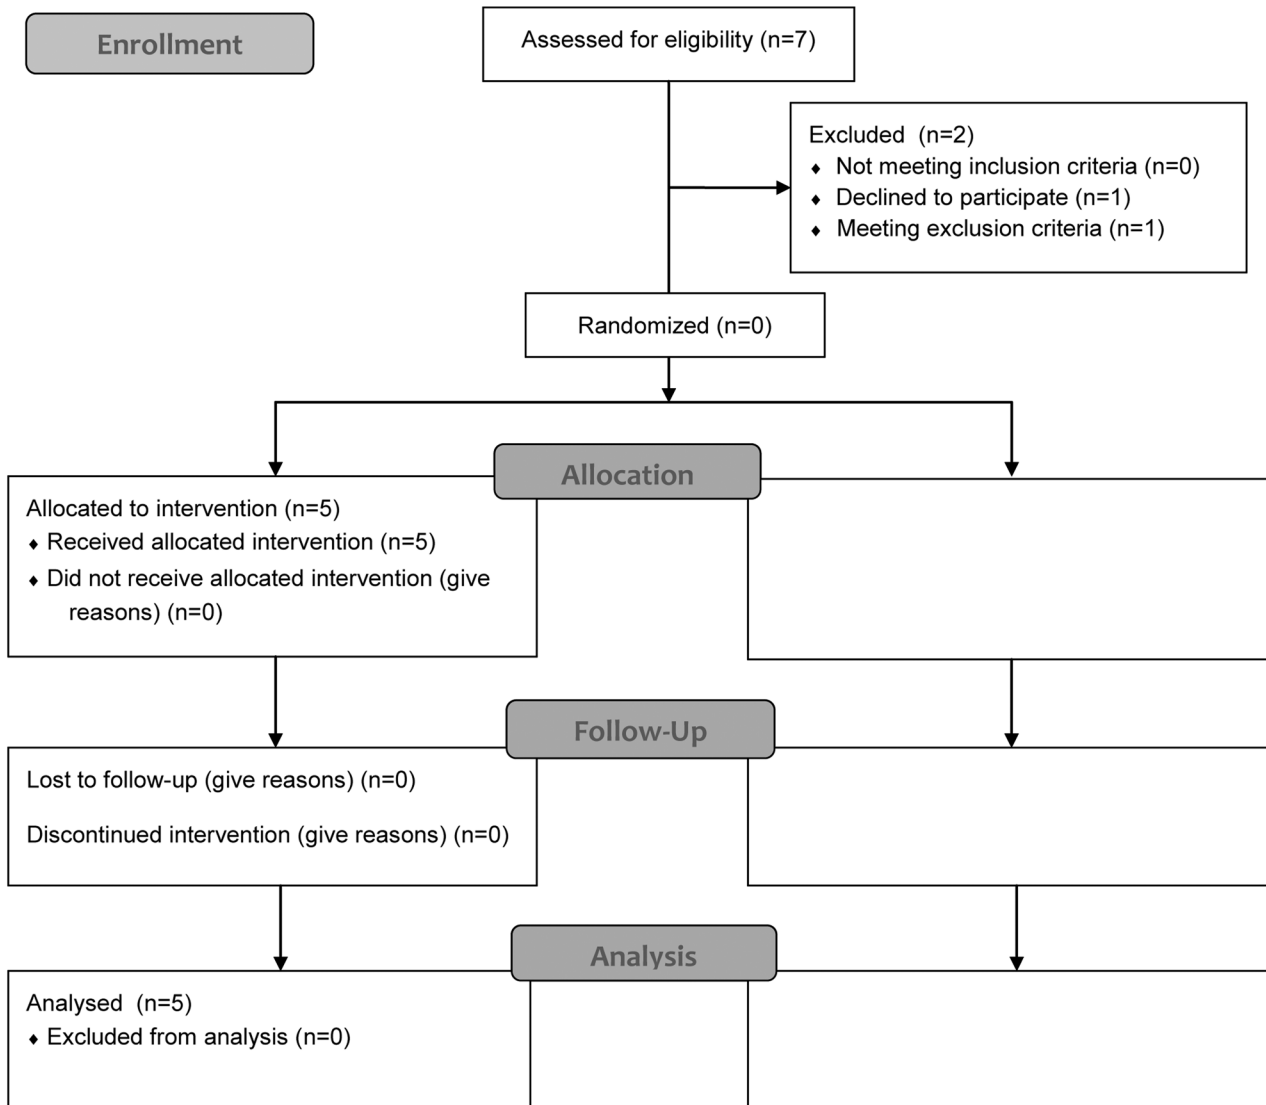 Enrollment
Assessed for eligibility (n=7)
Excluded  (n=2)
♦ Not meeting inclusion criteria (n=0)
♦ Declined to participate (n=1)
♦ Meeting exclusion criteria (n=1)
Randomized (n=0)
Allocation
Allocated to intervention (n=5)
♦ Received allocated intervention (n=5)
♦ Did not receive allocated intervention (give
reasons) (n=0)
Follow-Up
Lost to follow-up (give reasons) (n=0)
Discontinued intervention (give reasons) (n=0)
Analysis
Analysed  (n=5)
♦ Excluded from analysis (n=0)